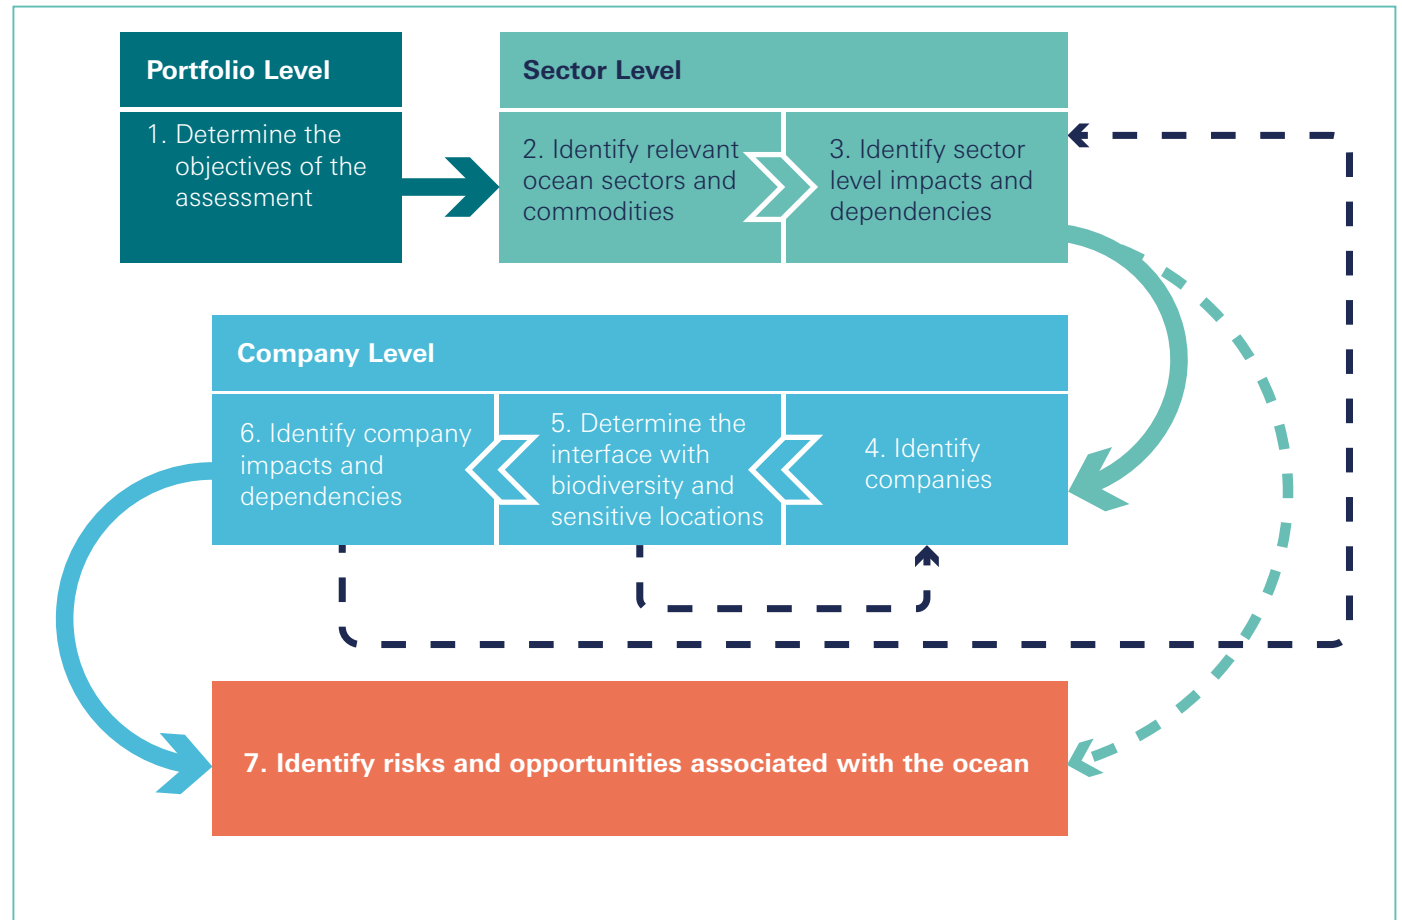 Portfolio Level
1. Determine the
objectives of the
assessment
Sector Level
2. Identify relevant
ocean sectors and
commodities
3. Identify sector
level impacts and
dependencies
Company Level
6. Identify company
impacts and
dependencies
5. Determine the
interface with
biodiversity and
sensitive locations
4. Identify
companies
7. Identify risks and opportunities associated with the ocean